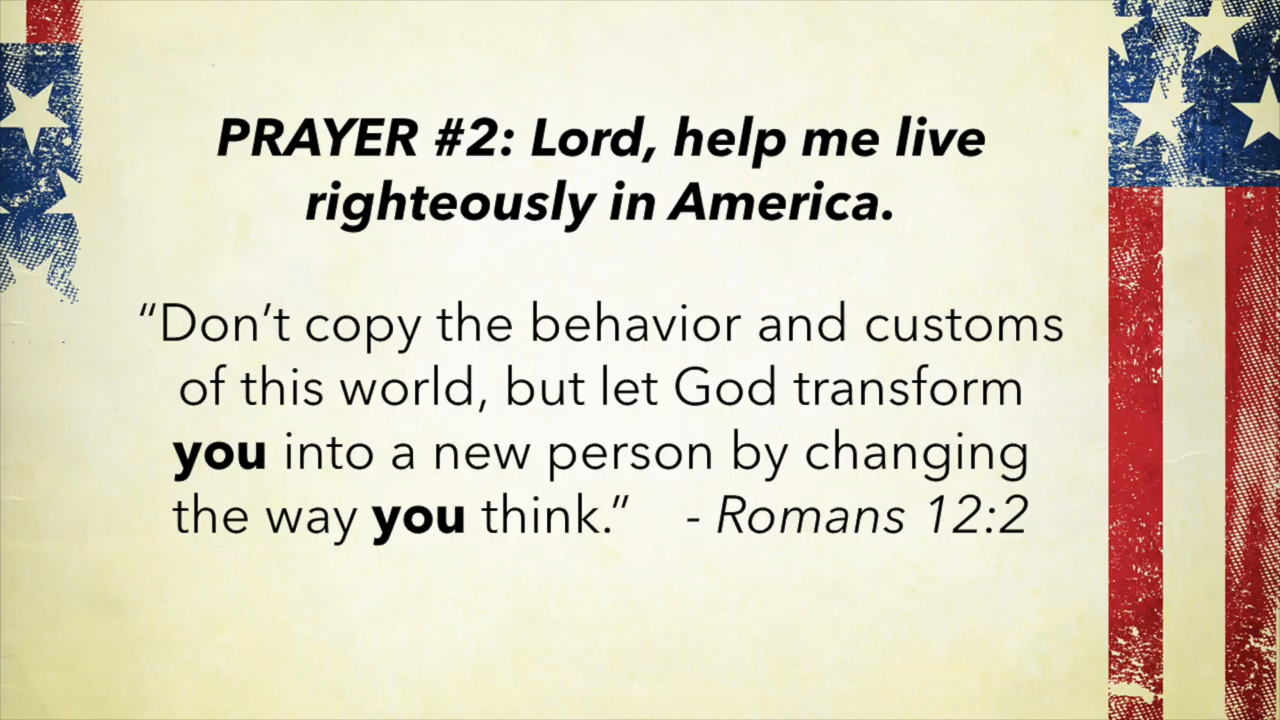 PRAYER #2: Lord, help me live
righteously in America.
“Don’t copy the behavior and customs
of this world, but let God transform
you into a new person by changing
the way you think.” - Romans 12:2